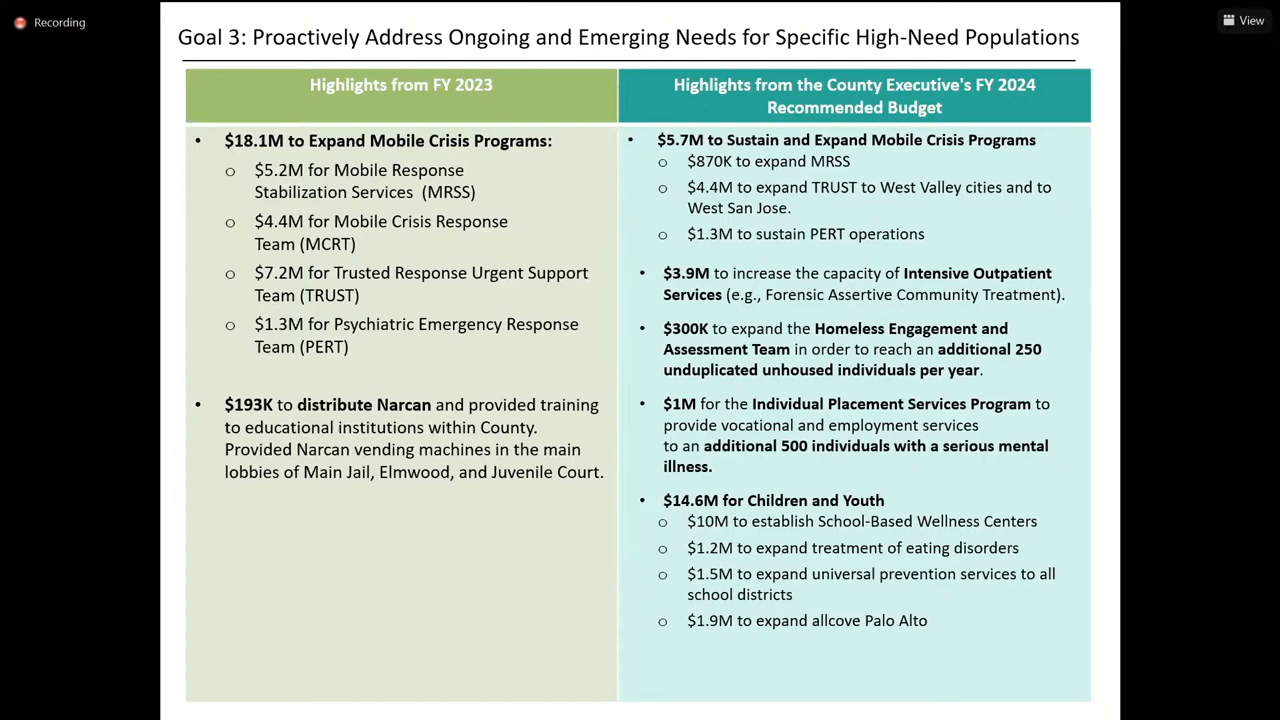 Recording
View
Goal 3: Proactively Address Ongoing and Emerging Needs for Specific High-Need Populations
Highlights from FY 2023
• $18.1M to Expand Mobile Crisis Programs:
o $5.2M for Mobile Response
Stabilization Services (MRSS)
o $4.4M for Mobile Crisis Response
Team (MCRT)
o $7.2M for Trusted Response Urgent Support
Team (TRUST)
o $1.3M for Psychiatric Emergency Response
Team (PERT)
• $193K to distribute Narcan and provided training
to educational institutions within County.
Provided Narcan vending machines in the main
lobbies of Main Jail, Elmwood, and Juvenile Court.
Highlights from the County Executive's FY 2024
Recommended Budget
• $5.7M to Sustain and Expand Mobile Crisis Programs
o $870K to expand MRSS
o $4.4M to expand TRUST to West Valley cities and to
West San Jose.
o $1.3M to sustain PERT operations
• $3.9M to increase the capacity of Intensive Outpatient
Services (e.g., Forensic Assertive Community Treatment).
• $300K to expand the Homeless Engagement and
Assessment Team in order to reach an additional 250
unduplicated unhoused individuals per year.
• $1M for the Individual Placement Services Program to
provide vocational and employment services
to an additional 500 individuals with a serious mental
illness.
• $14.6M for Children and Youth
o $10M to establish School-Based Wellness Centers
o $1.2M to expand treatment of eating disorders
o $1.5M to expand universal prevention services to all
school districts
o $1.9M to expand allcove Palo Alto